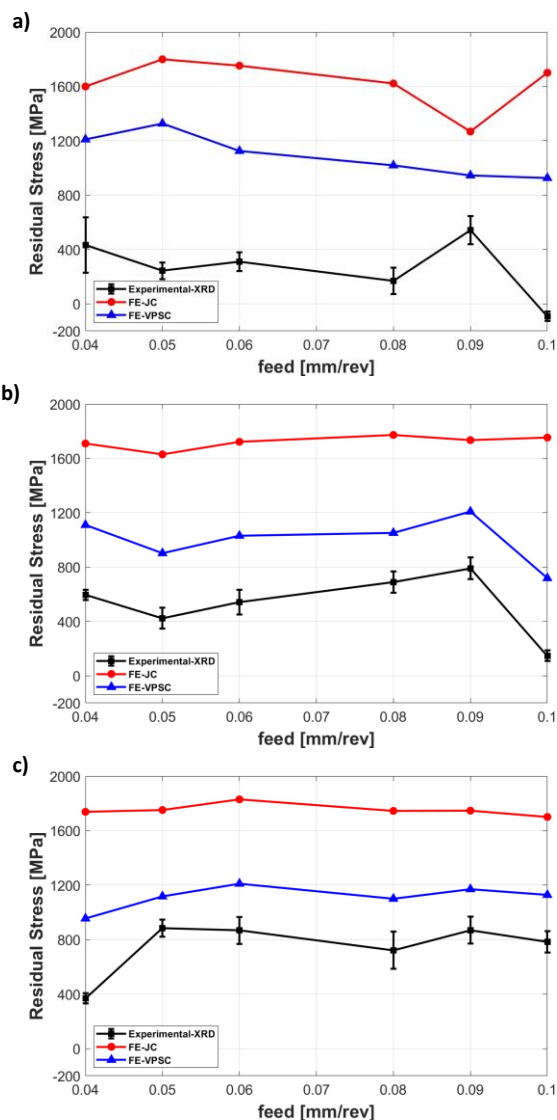 a)
2000
1600
1200
800
400
0
-200
Residual Stress [MPa]
Experimental-XRD
FE-JC
FE-VPSC
0.04 0.05 0.06 0.07 0.08 0.09 0.1
feed [mm/rev]
b)
2000
1600
1200
800
400
0
-200
Residual Stress [MPa]
Experimental-XRD
FE-JC
FE-VPSC
0.04 0.05 0.06 0.07 0.08 0.09 0.1
feed [mm/rev]
c)
2000
1600
1200
800
400
0
-200
Residual Stress [MPa]
Experimental-XRD
FE-JC
FE-VPSC
0.04 0.05 0.06 0.07 0.08 0.09 0.1
feed [mm/rev]